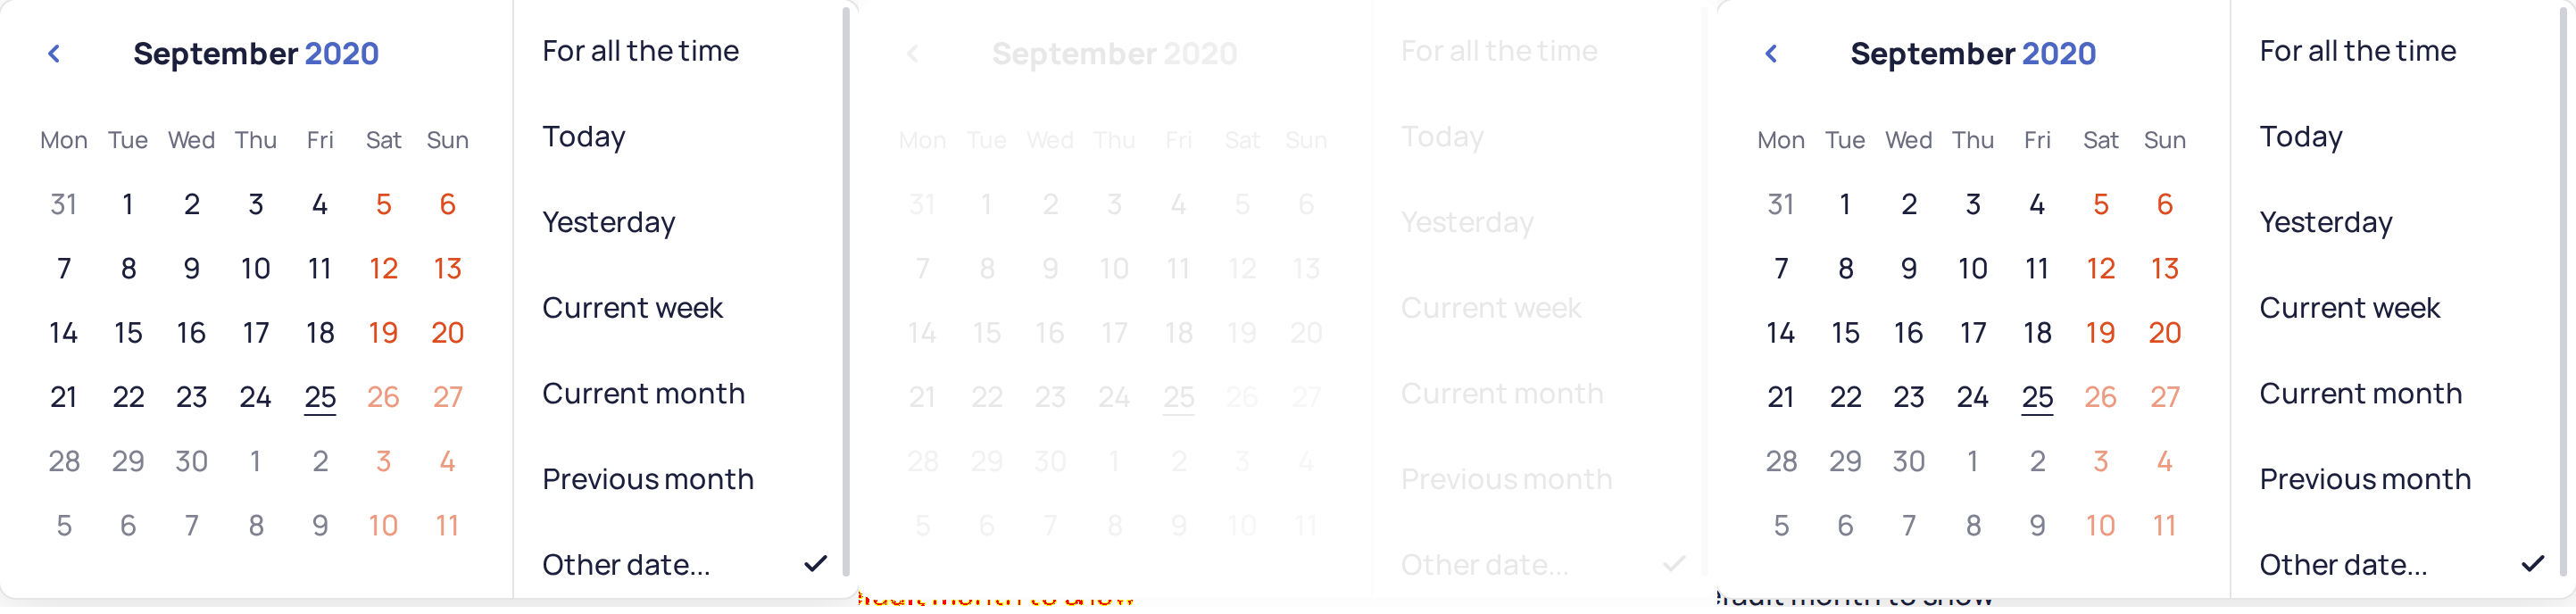 September 2020
Mon Tue Wed Thu Fri Sat Sun
31 1 2 3 4 5 6
7 8 9 10 11 12 13
14 15 16 17 18 19 20
21 22 23 24 25 26 27
28 29 30 1 2 3 4
5 6 7 8 9 10 11
For all the time
Today
Yesterday
Current week
Current month
Previous month
Other date...
September 2020
Mon Tue Wed Thu Fri Sat Sun
31 1 2 3 4 5 6
7 8 9 10 11 12 13
14 15 16 17 18 19 20
21 22 23 24 25 26 27
28 29 30 1 2 3 4
5 6 7 8 9 10 11
For all the time
Today
Yesterday
Current week
Current month
Previous month
Other date...
month to show
September 2020
Mon Tue Wed Thu Fri Sat Sun
31 1 2 3 4 5 6
7 8 9 10 11 12 13
14 15 16 17 18 19 20
21 22 23 24 25 26 27
28 29 30 1 2 3 4
5 6 7 8 9 10 11
For all the time
Today
Yesterday
Current week
Current month
Previous month
Other date...
month to show